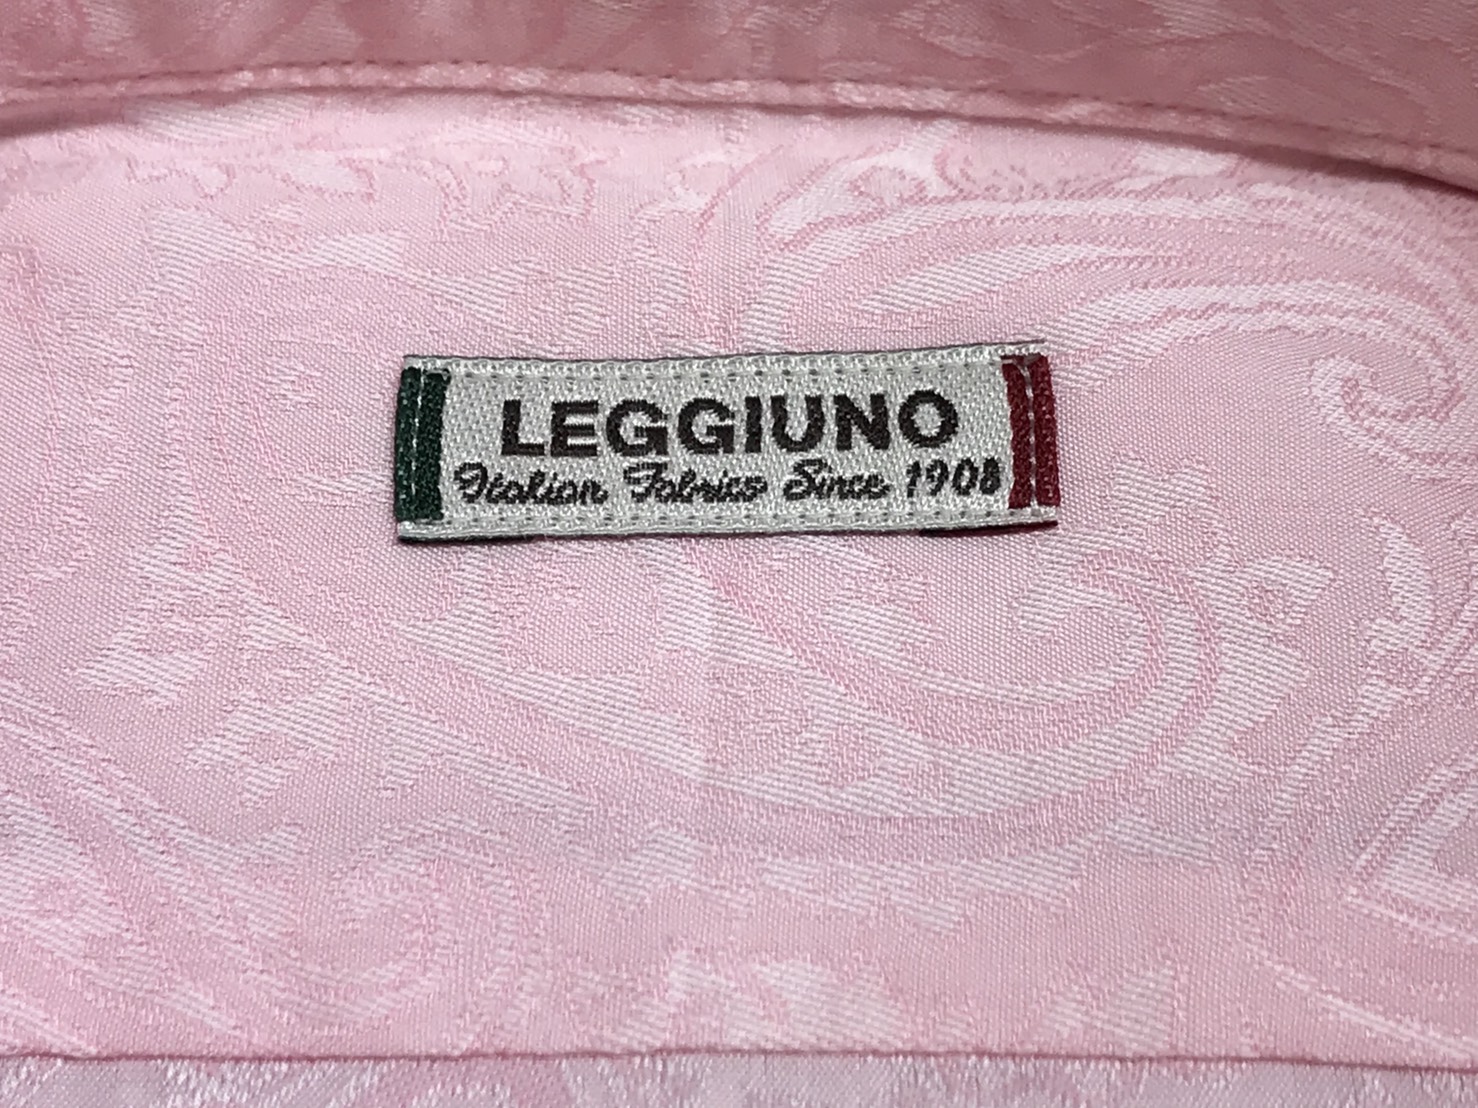 LEGGIUNO
Italian Fabrics Since 1908